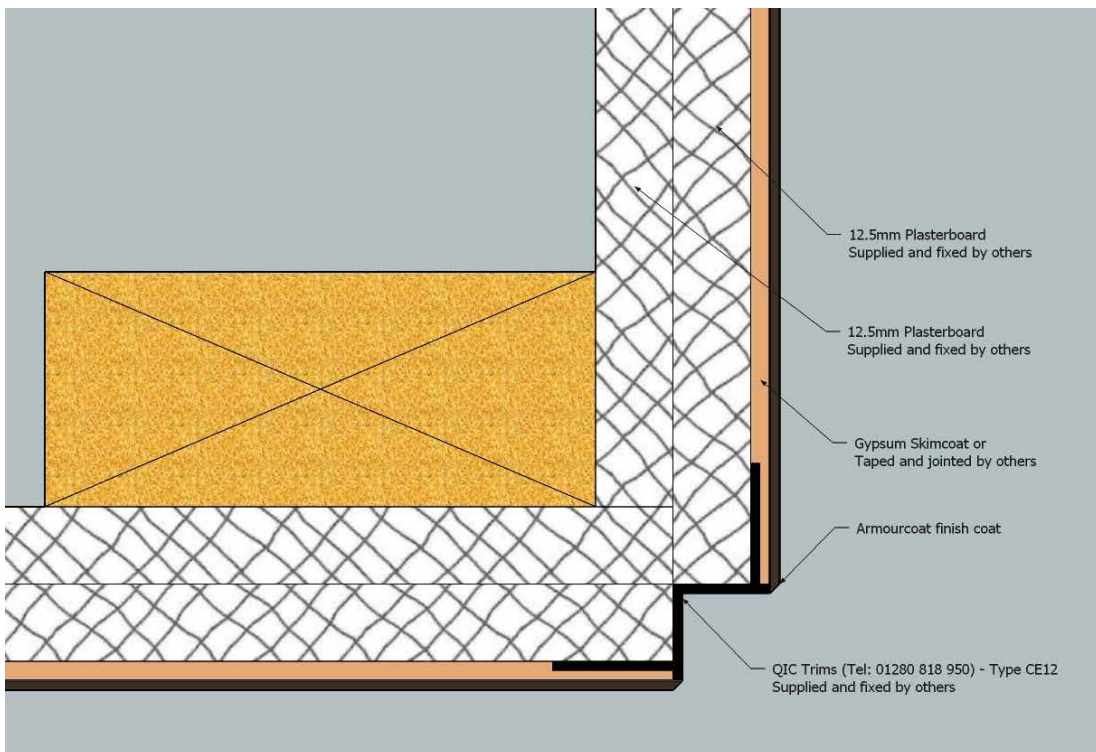 12.5mm Plasterboard
Supplied and fixed by others
12.5mm Plasterboard
Supplied and fixed by others
Gypsum Skimcoat or
Taped and jointed by others
Armourcoat finish coat
QIC Trims (Tel: 01280 818 950) - Type CE12
Supplied and fixed by others